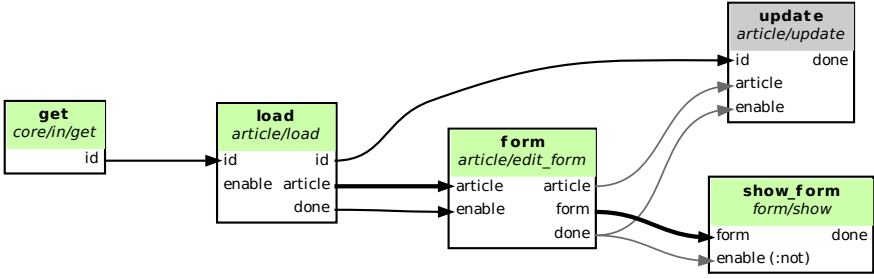 get
core/in/get
id
load
article/load
id id
enable article
done
form
article/edit_form
article article
enable form
done
update
article/update
id done
article
enable
show_form
form/show
form done
enable (:not)